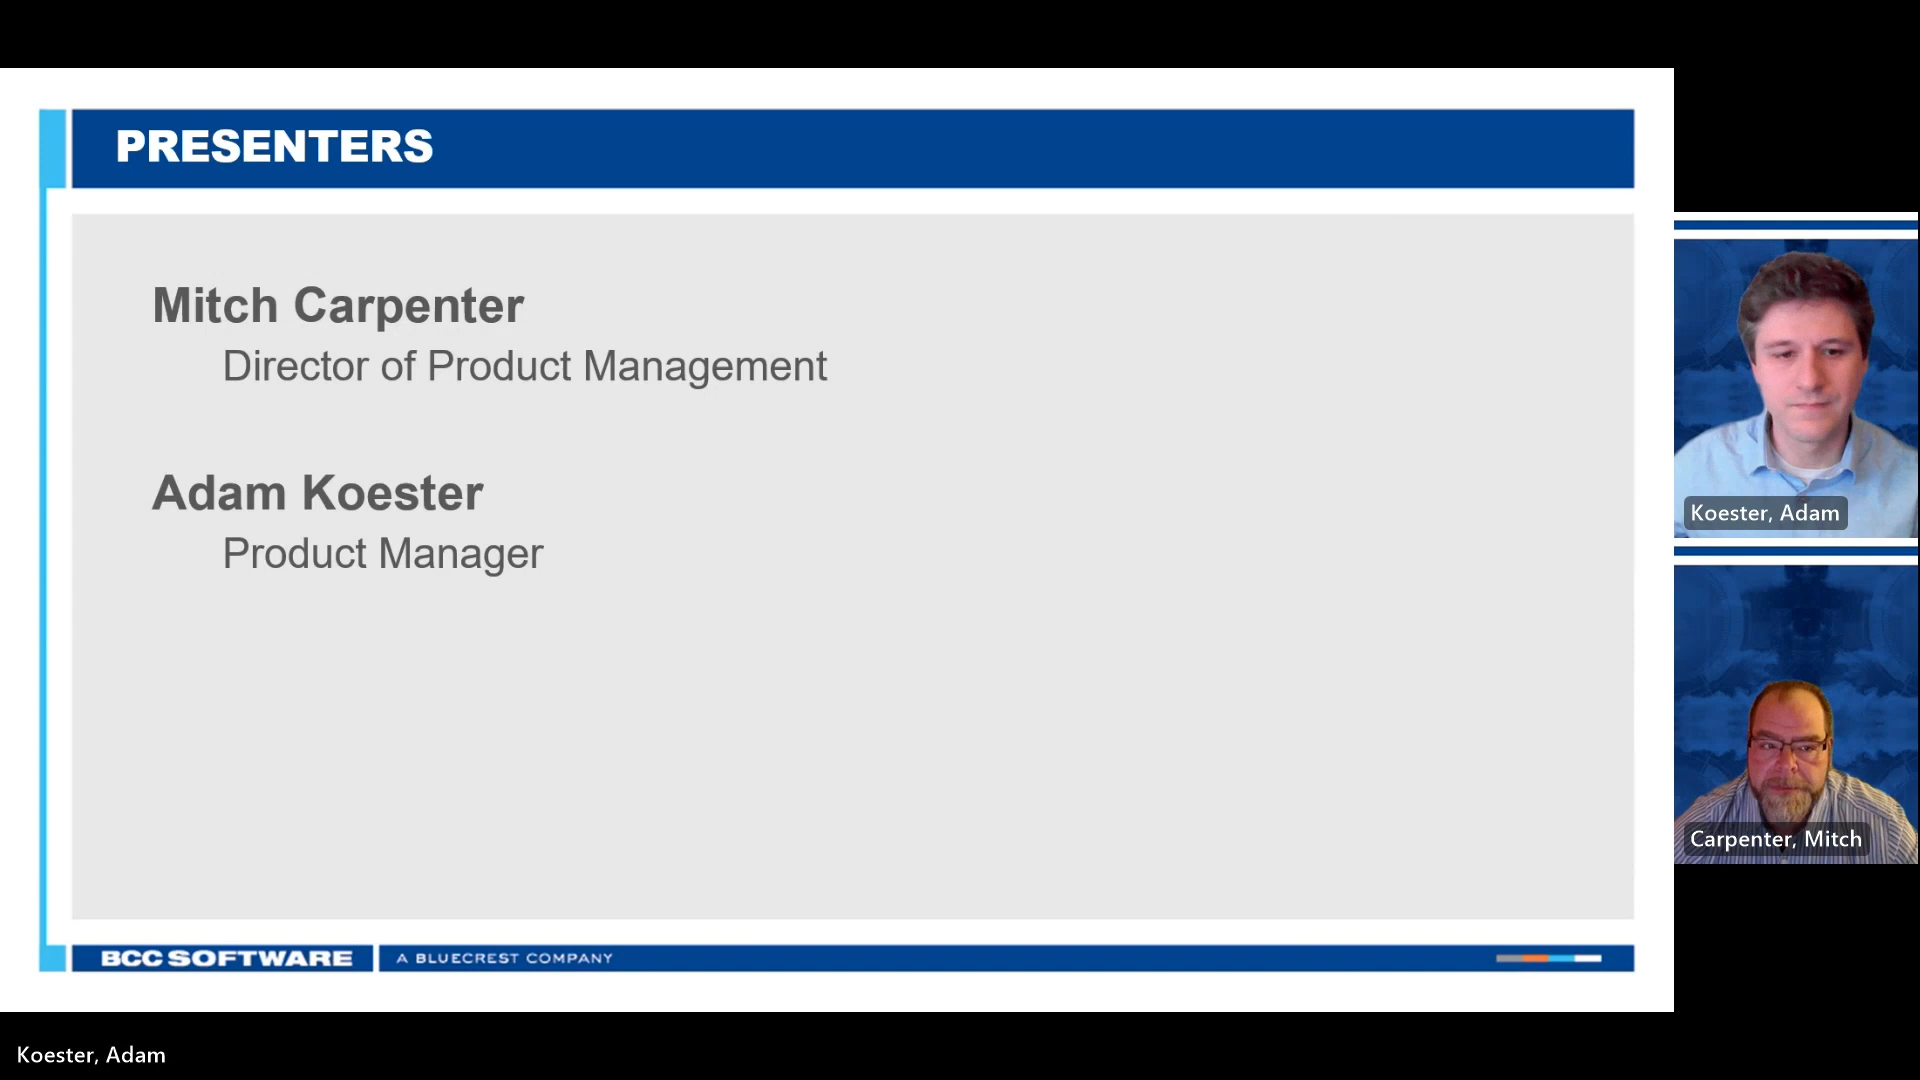 PRESENTERS
Mitch Carpenter
Director of Product Management
Adam Koester
Product Manager
BCC SOFTWARE
A BLUECREST COMPANY
Koester, Adam
Carpenter, Mitch
Koester, Adam